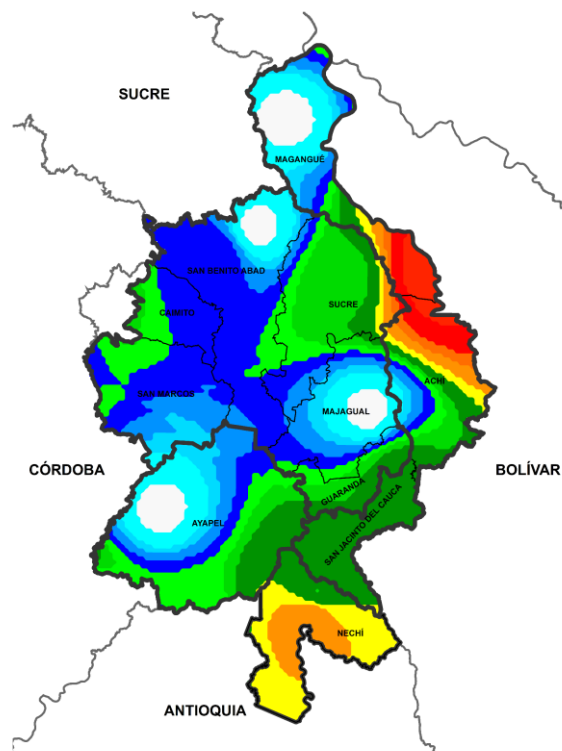 SUCRE
MAGANGUÉ
SAN BENITO ABAD
CAIMITO
SUCRE
ACHÍ
SAN MARCOS
MAJAGUAL
CÓRDOBA
BOLÍVAR
GUARANDA
AYAPEL
SAN JACINTO DEL CAUCA
NECHÍ
ANTIOQUIA